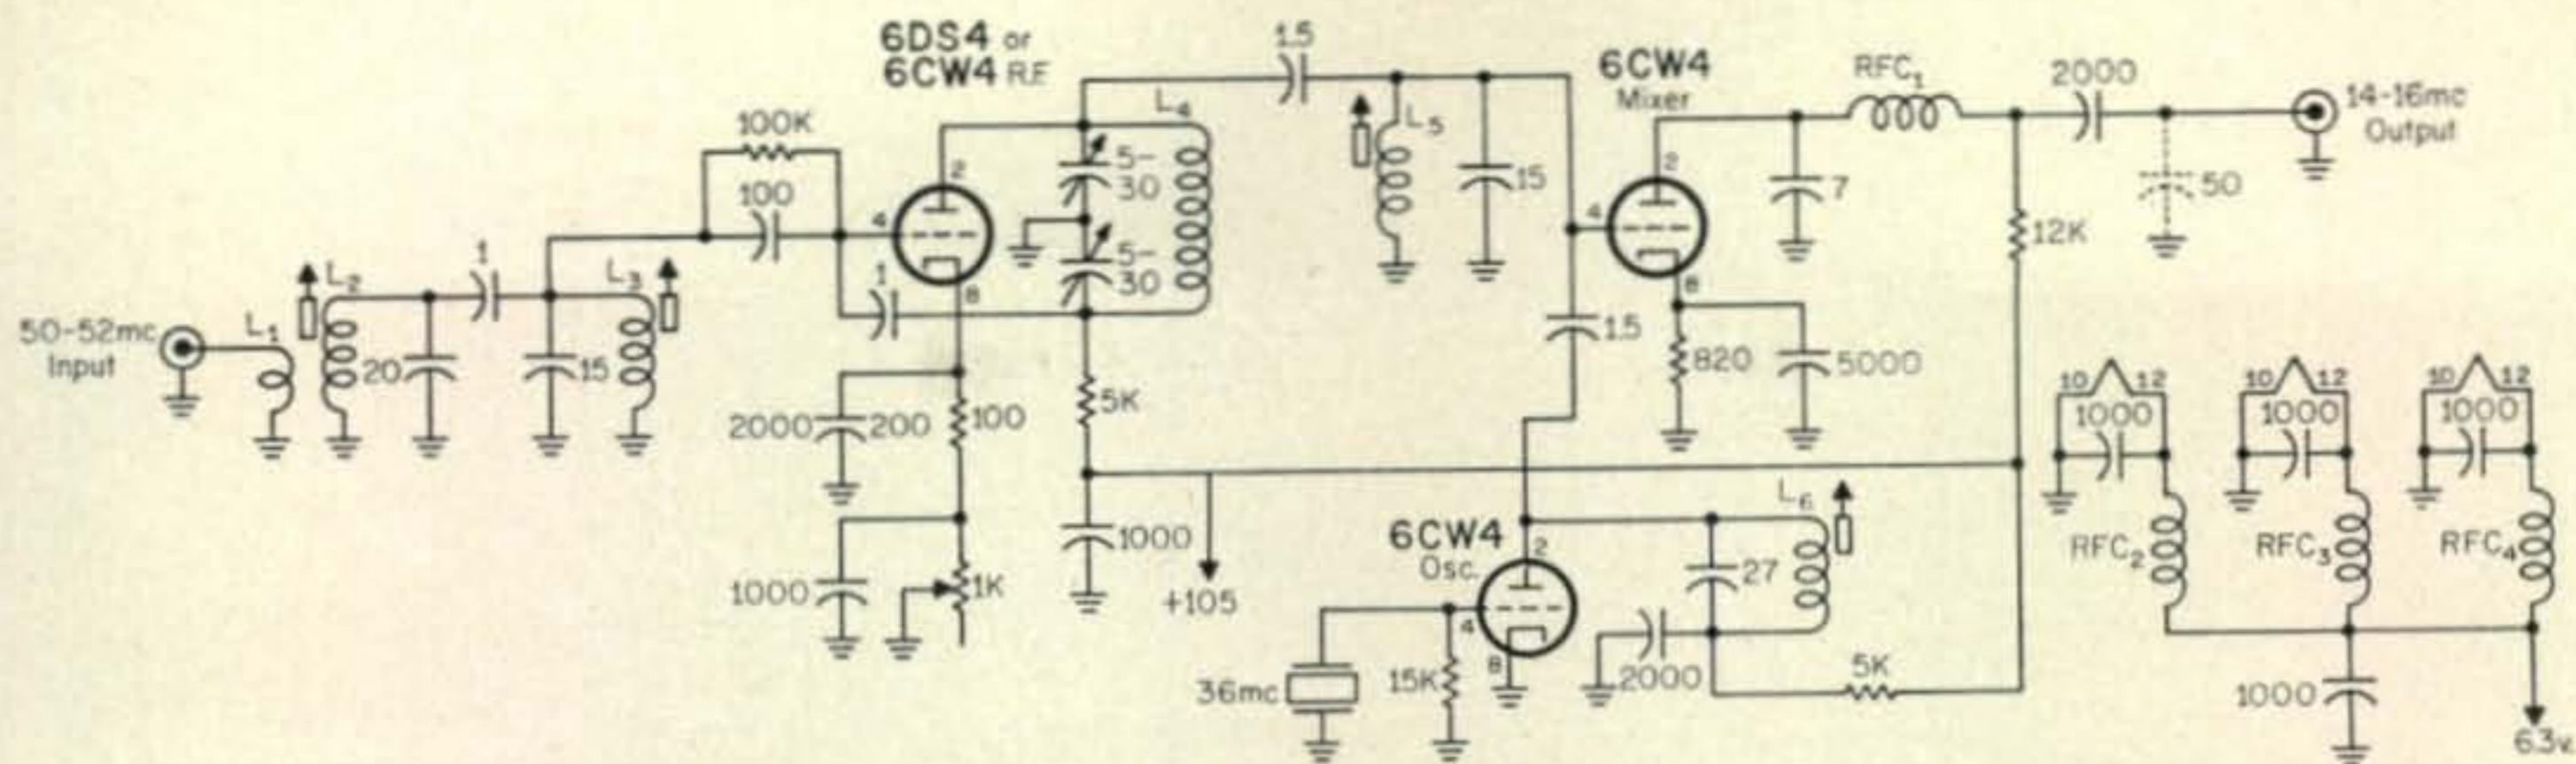 50-52mc
Input
L1
L2
20
1
15
L3
100K
100
4
1
6DS4 or
6CW4 R.F.
2
8
2000
200
100
1000
1K
5-
30
5-
30
L4
5K
1000
+105
1.5
L5
15
6CW4
Mixer
2
4
8
1.5
820
5000
7
RFC1
2000
14-16mc
Output
50
12K
6CW4
Osc.
2
4
8
36mc
15K
2000
27
L6
5K
10 12
1000
RFC2
10 12
1000
RFC3
10 12
1000
RFC4
1000
6.3v.